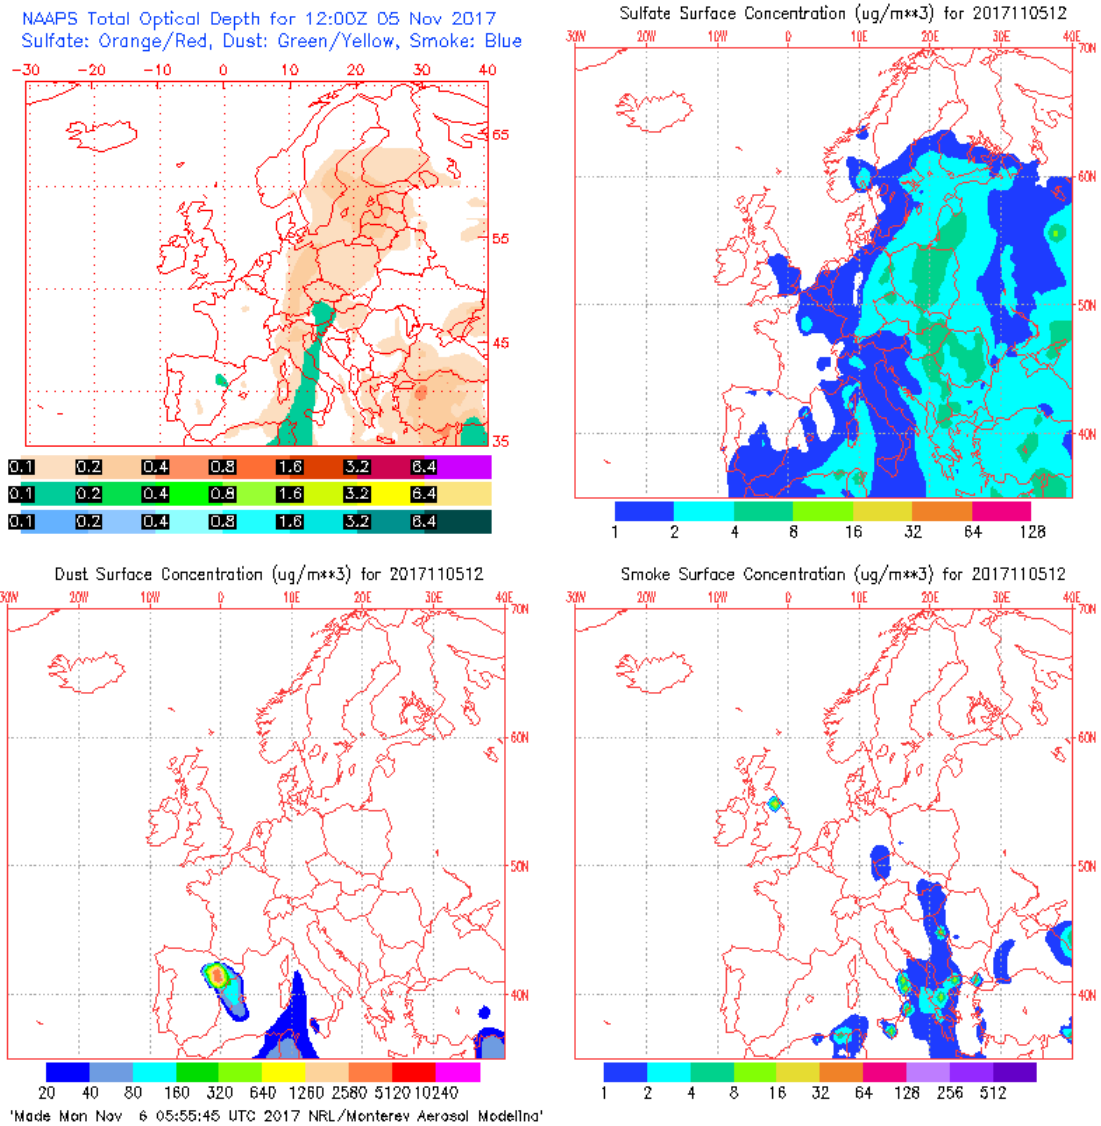 NAAPS Total Optical Depth for 12:00Z 05 Nov 2017
Sulfate: Orange/Red, Dust: Green/Yellow, Smoke: Blue
-30 -20 -10 0 10 20 30 40
65
55
45
35
0.1 0.2 0.4 0.8 1.6 3.2 6.4
0.1 0.2 0.4 0.8 1.6 3.2 6.4
0.1 0.2 0.4 0.8 1.6 3.2 6.4
Sulfate Surface Concentration (ug/m**3) for 2017110512
30W 20W 10W 0 10E 20E 30E 40E
70N
60N
50N
40N
1 2 4 8 16 32 64 128
Dust Surface Concentration (ug/m**3) for 2017110512
30W 20W 10W 0 10E 20E 30E 40E
70N
60N
50N
40N
20 40 80 160 320 640 1260 2580 5120 10240
'Made Mon Nov 6 05:55:45 UTC 2017 NRL/Monterey Aerosol Modeling'
Smoke Surface Concentration (ug/m**3) for 2017110512
30W 20W 10W 0 10E 20E 30E 40E
70N
60N
50N
40N
1 2 4 8 16 32 64 128 256 512